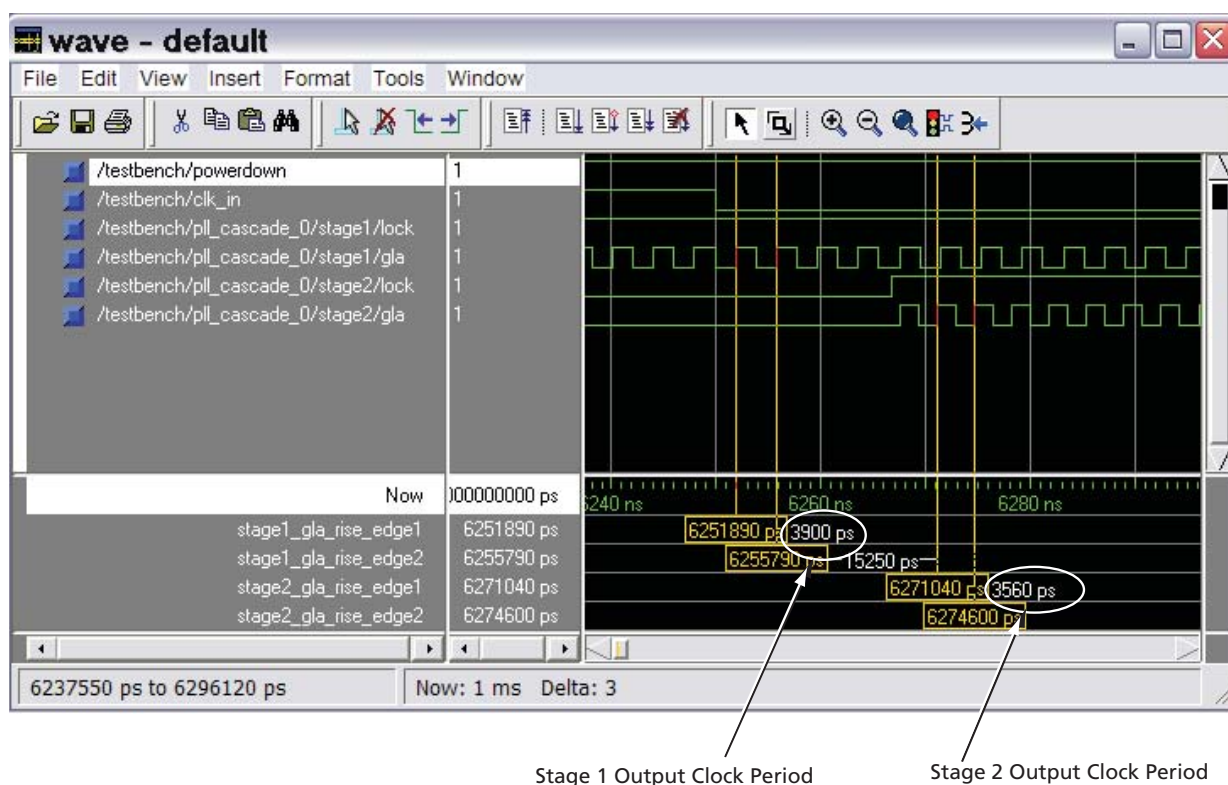 wave - default
File Edit View Insert Format Tools Window
/testbench/powerdown 1
/testbench/clk_in 1
/testbench/pll_cascade_0/stage1/lock 1
/testbench/pll_cascade_0/stage1/gla 1
/testbench/pll_cascade_0/stage2/lock 1
/testbench/pll_cascade_0/stage2/gla 1
Now 000000000 ps 6240 ns 6260 ns 6280 ns
stage1_gla_rise_edge1 6251890 ps 6251890 ps 3900 ps
stage1_gla_rise_edge2 6255790 ps 6255790 ps 15250 ps
stage2_gla_rise_edge1 6271040 ps 6271040 ps 3560 ps
stage2_gla_rise_edge2 6274600 ps 6274600 ps
6237550 ps to 6296120 ps Now: 1 ms Delta: 3
Stage 1 Output Clock Period Stage 2 Output Clock Period